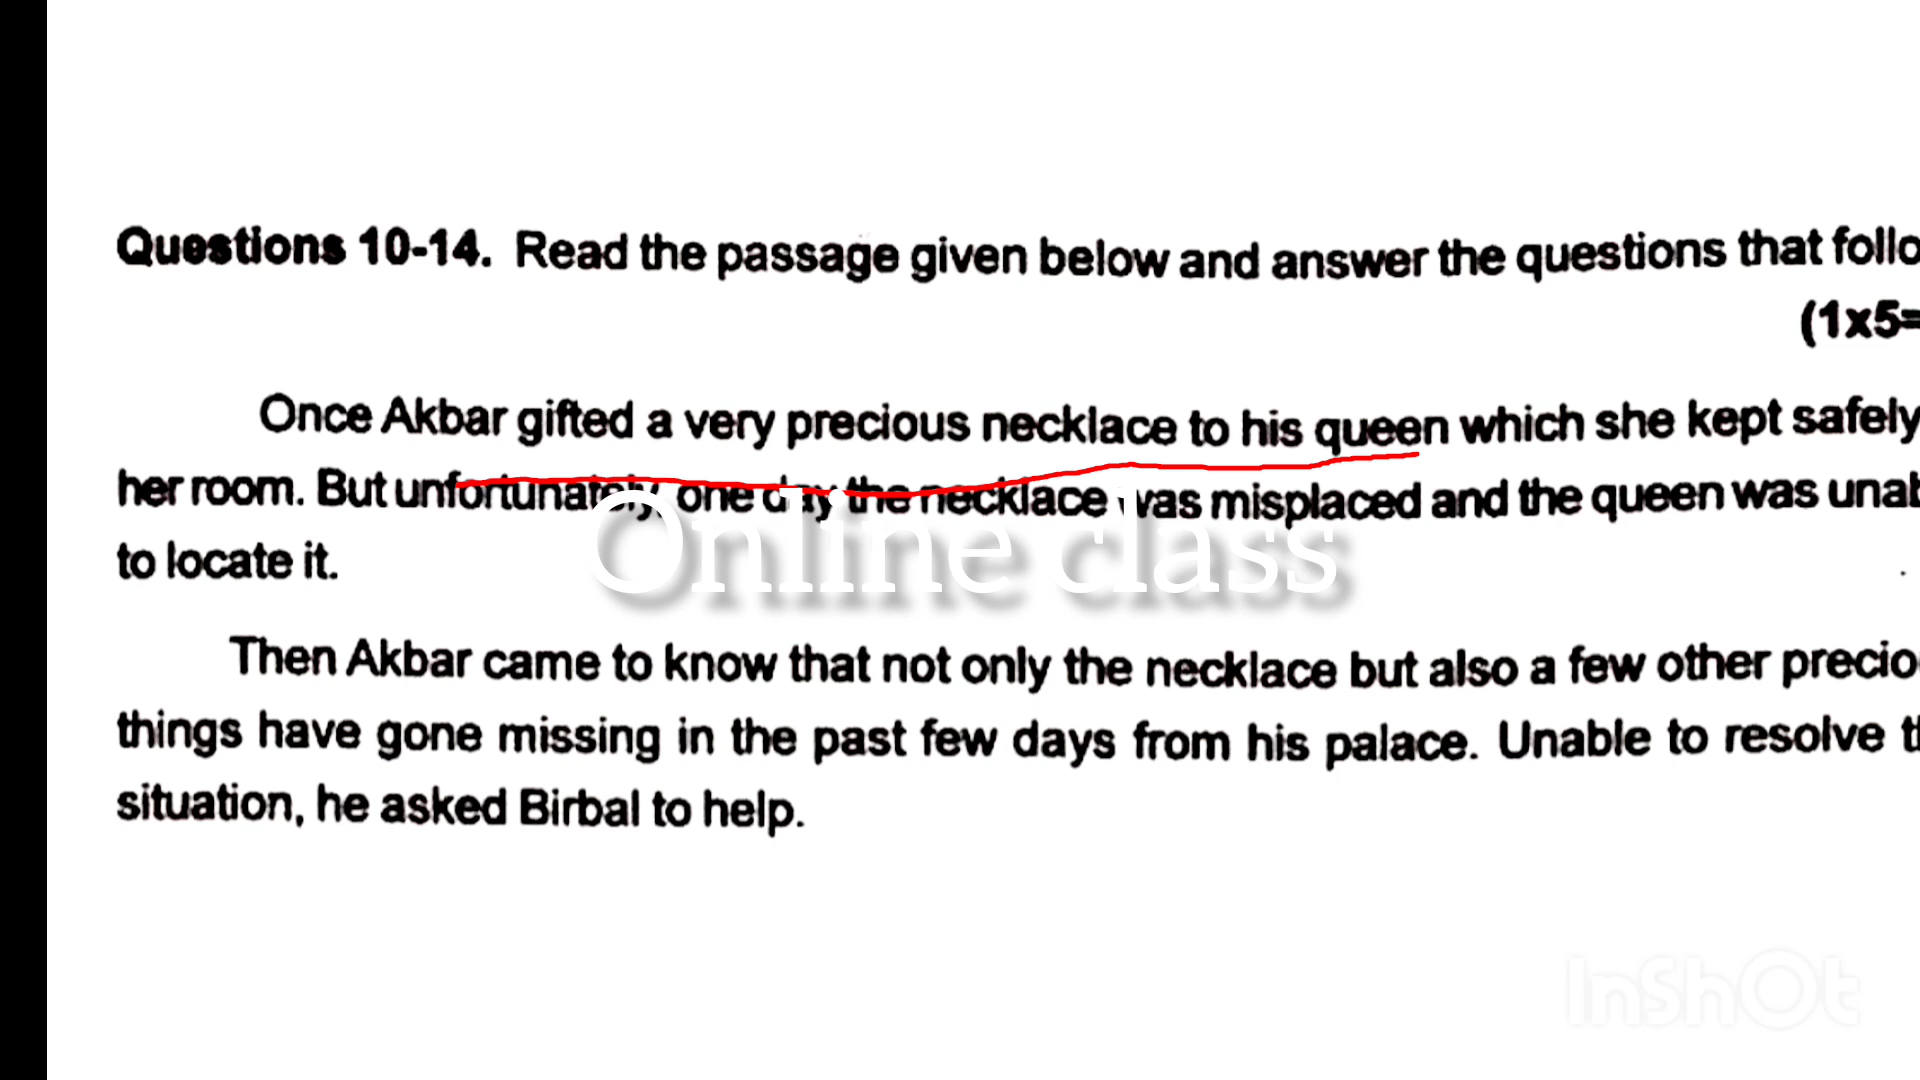 Questions 10-14. Read the passage given below and answer the questions that follo
(1x5=
Once Akbar gifted a very precious necklace to his queen which she kept safely
her room. But unfortunately, one day the necklace was misplaced and the queen was unab
to locate it.
Online class
Then Akbar came to know that not only the necklace but also a few other precio
things have gone missing in the past few days from his palace. Unable to resolve th
situation, he asked Birbal to help.
InShOt